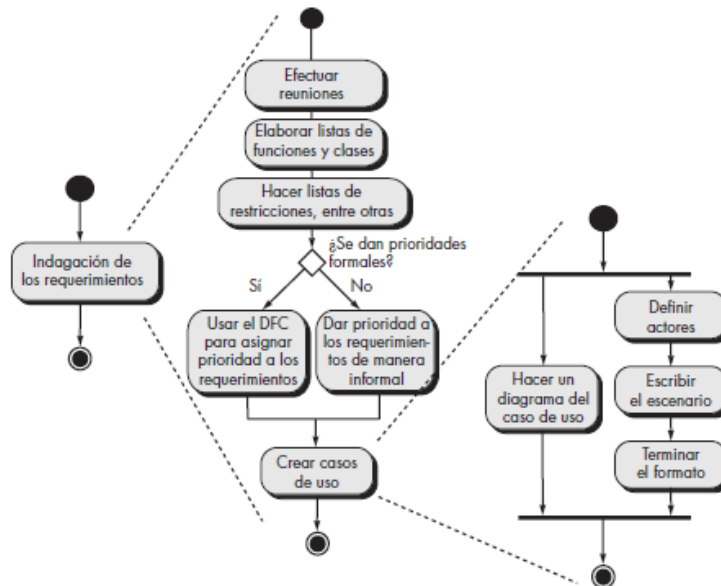 Efectuar
reuniones
Elaborar listas de
funciones y clases
Hacer listas de
restricciones, entre otras
¿Se dan prioridades
formales?
Indagación de
los requerimientos
Sí
No
Usar el DFC
para asignar
prioridad a los
requerimientos
Dar prioridad a
los requerimien-
tos de manera
informal
Crear casos
de uso
Definir
actores
Hacer un
diagrama del
caso de uso
Escribir
el escenario
Terminar
el formato